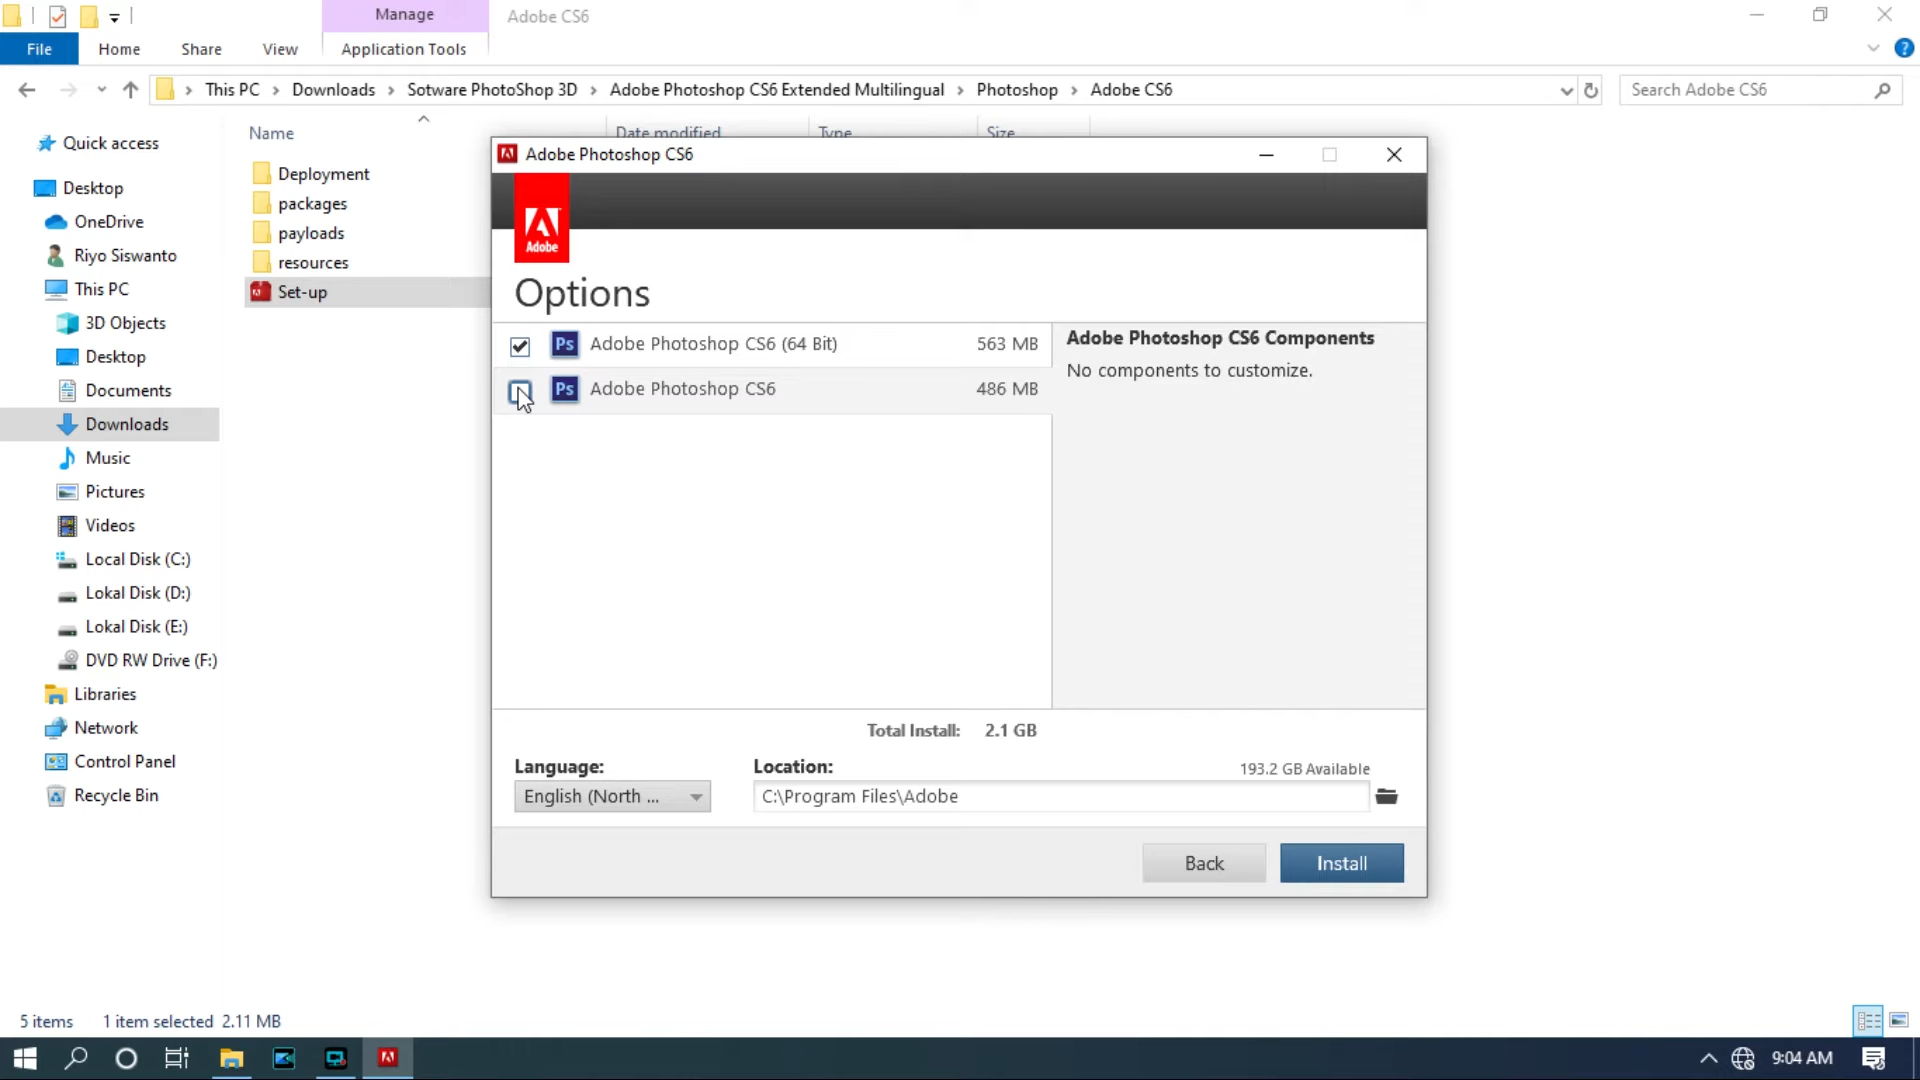 Manage
Adobe CS6
File
Home
Share
View
Application Tools
This PC
Downloads
Sotware PhotoShop 3D
Adobe Photoshop CS6 Extended Multilingual
Photoshop
Adobe CS6
Search Adobe CS6
Name
Date modified
Type
Size
Quick access
Desktop
OneDrive
Riyo Siswanto
This PC
3D Objects
Desktop
Documents
Downloads
Music
Pictures
Videos
Local Disk (C:)
Lokal Disk (D:)
Lokal Disk (E:)
DVD RW Drive (F:)
Libraries
Network
Control Panel
Recycle Bin
Deployment
packages
payloads
resources
Set-up
Adobe Photoshop CS6
Adobe
Options
Ps Adobe Photoshop CS6 (64 Bit) 563 MB
Ps Adobe Photoshop CS6 486 MB
Adobe Photoshop CS6 Components
No components to customize.
Total Install: 2.1 GB
Language:
English (North ...
Location:
193.2 GB Available
C:\Program Files\Adobe
Back
Install
5 items
1 item selected 2.11 MB
9:04 AM